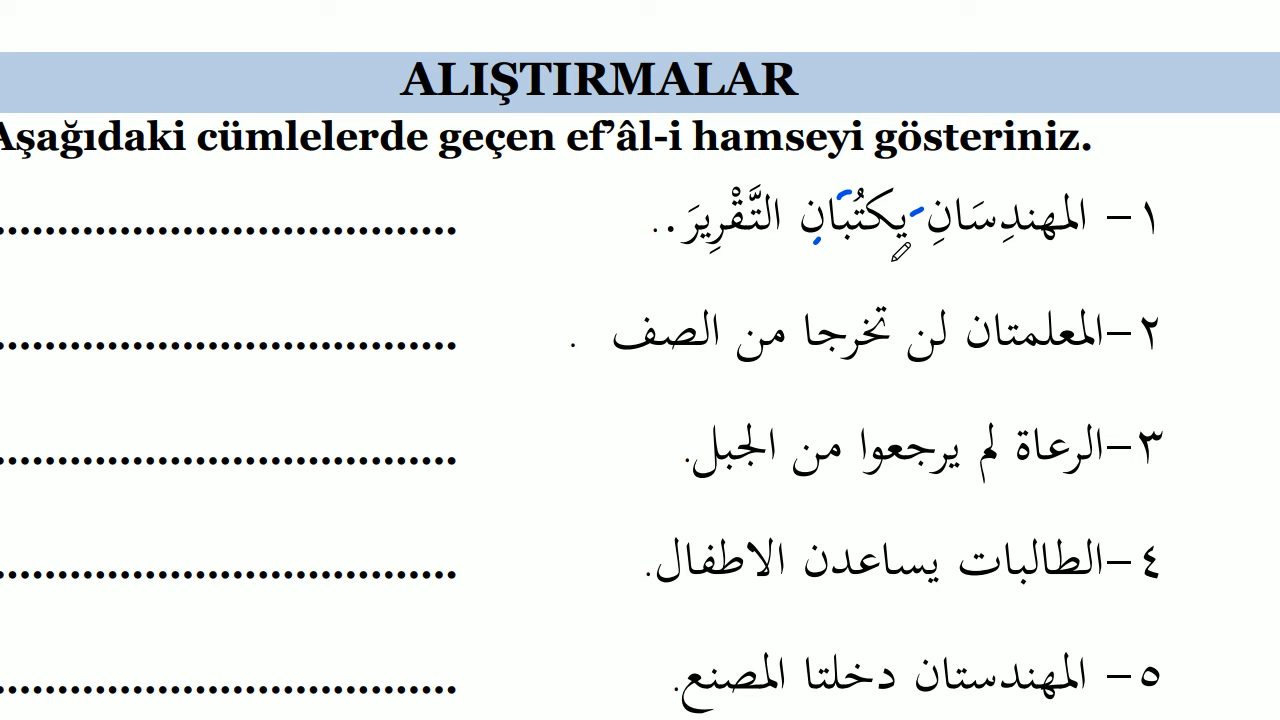 ALIŞTIRMALAR
Aşağıdaki cümlelerde geçen ef’âl-i hamseyi gösteriniz.
١ – المهندِسَانِ يكتُبانِ التَّقْرِيرَ . . ......................................
٢ –المعلمتان لن تخرجا من الصف . ......................................
٣ –الرعاة لم يرجعوا من الجبل. ......................................
٤ –الطالبات يساعدن الاطفال. ......................................
٥ – المهندستان دخلتا المصنع. ......................................